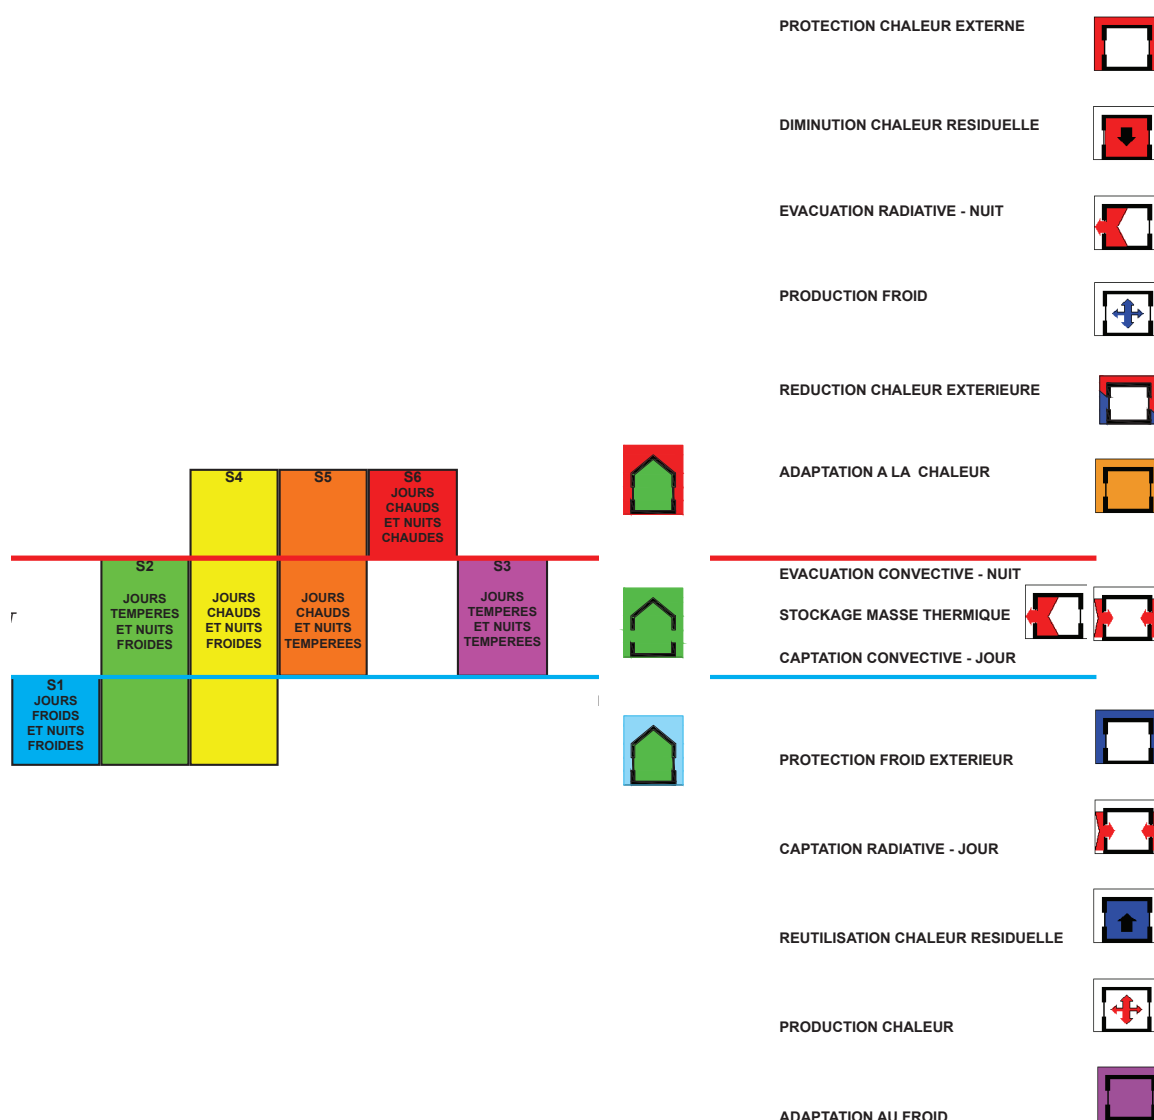 PROTECTION CHALEUR EXTERNE
DIMINUTION CHALEUR RESIDUELLE
EVACUATION RADIATIVE - NUIT
PRODUCTION FROID
REDUCTION CHALEUR EXTERIEURE
ADAPTATION A LA CHALEUR
S4
S5
S6
JOURS
CHAUDS
ET NUITS
CHAUDES
S2
JOURS
TEMPERES
ET NUITS
FROIDES
JOURS
CHAUDS
ET NUITS
FROIDES
JOURS
CHAUDS
ET NUITS
TEMPEREES
S3
JOURS
TEMPERES
ET NUITS
TEMPEREES
S1
JOURS
FROIDS
ET NUITS
FROIDES
EVACUATION CONVECTIVE - NUIT
STOCKAGE MASSE THERMIQUE
CAPTATION CONVECTIVE - JOUR
PROTECTION FROID EXTERIEUR
CAPTATION RADIATIVE - JOUR
REUTILISATION CHALEUR RESIDUELLE
PRODUCTION CHALEUR
ADAPTATION AU FROID